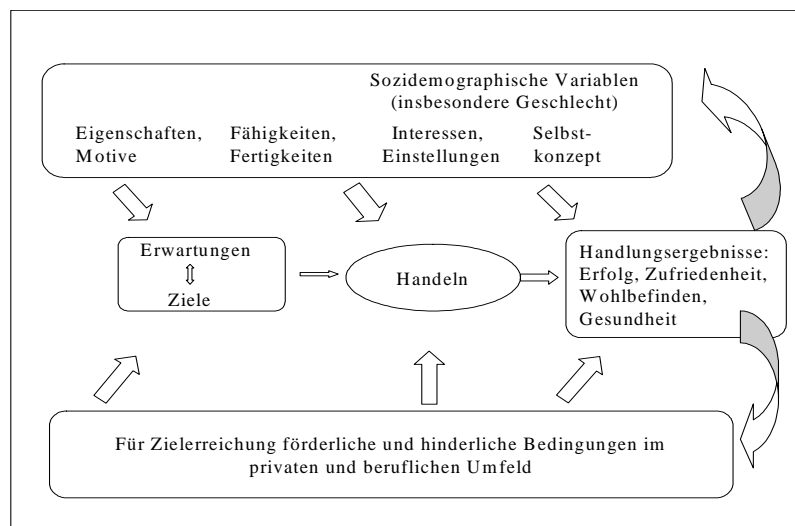 Sozidemographische Variablen
(insbesondere Geschlecht)
Eigenschaften,
Motive
Fähigkeiten,
Fertigkeiten
Interessen,
Einstellungen
Selbst-
konzept
Erwartungen
Ziele
Handeln
Handlungsergebnisse:
Erfolg, Zufriedenheit,
Wohlbefinden,
Gesundheit
Für Zielerreichung förderliche und hinderliche Bedingungen im
privaten und beruflichen Umfeld